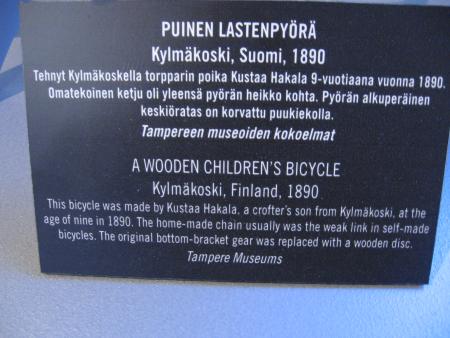 PUINEN LASTENPYÖRÄ
Kylmäkoski, Suomi, 1890
Tehnyt Kylmäkoskella torpparin poika Kustaa Hakala 9-vuotiaana vuonna 1890.
Omatekoinen ketju oli yleensä pyörän heikko kohta. Pyörän alkuperäinen
keskiöratas on korvattu puukiekolla.
Tampereen museoiden kokoelmat
A WOODEN CHILDREN'S BICYCLE
Kylmäkoski, Finland, 1890
This bicycle was made by Kustaa Hakala, a crofter's son from Kylmäkoski, at the
age of nine in 1890. The home-made chain usually was the weak link in self-made
bicycles. The original bottom-bracket gear was replaced with a wooden disc.
Tampere Museums